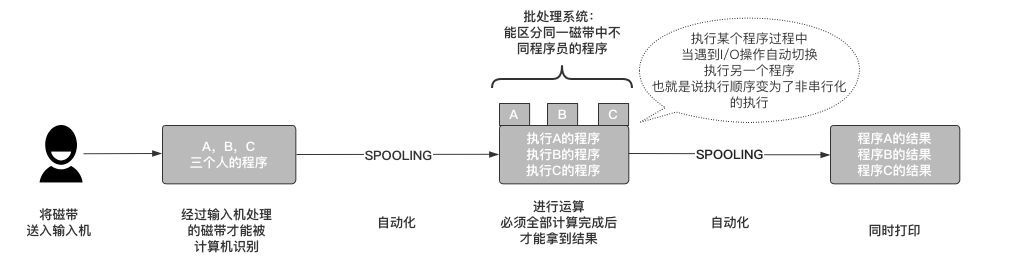 批处理系统：
能区分同一磁带中不
同程序员的程序
执行某个程序过程中
当遇到I/O操作自动切换
执行另一个程序
也就是说执行顺序变为了非串行化
的执行
A
B
C
A，B，C
三个人的程序
SPOOLING
执行A的程序
执行B的程序
执行C的程序
SPOOLING
程序A的结果
程序B的结果
程序C的结果
将磁带
送入输入机
经过输入机处理
的磁带才能被
计算机识别
自动化
进行运算
必须全部计算完成后
才能拿到结果
自动化
同时打印